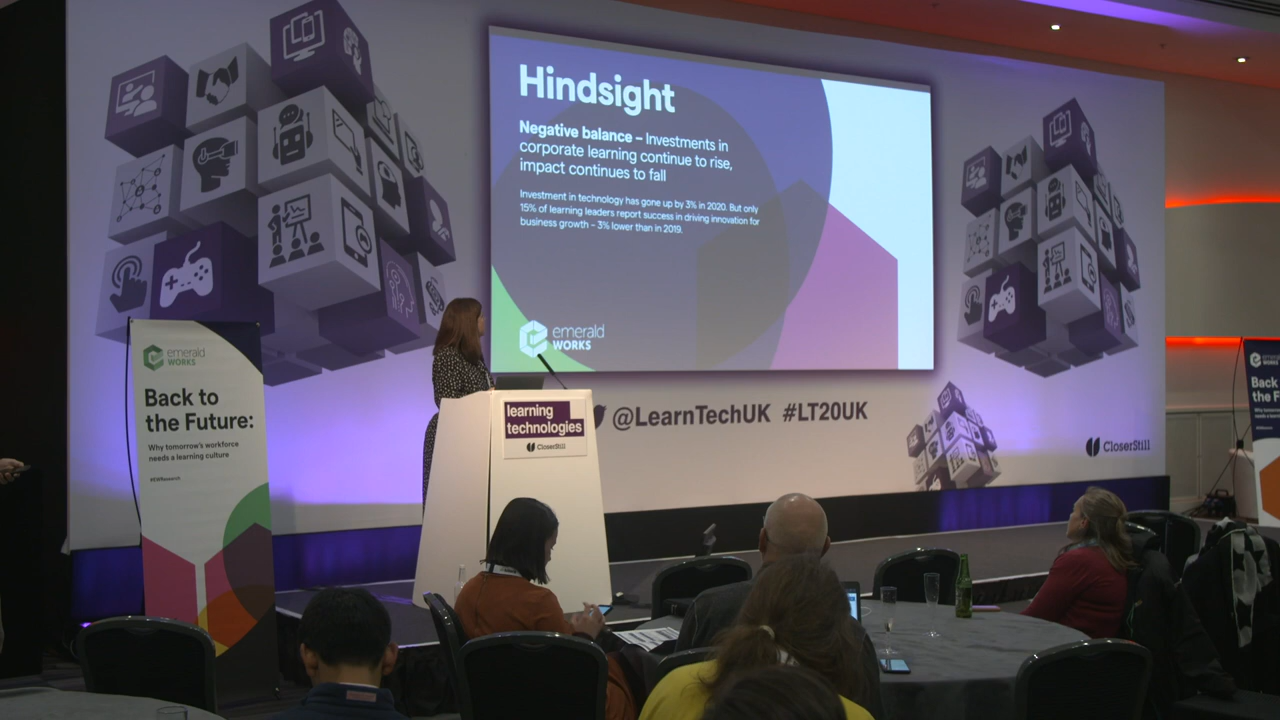 Hindsight
Negative balance – Investments in
corporate learning continue to rise,
impact continues to fall
Investment in technology has gone up by 3% in 2020. But only
15% of learning leaders report success in driving innovation for
business growth – 3% lower than in 2019.
emerald
WORKS
emerald
WORKS
Back to
the Future:
Why tomorrow's workforce
needs a learning culture
#EWResearch
learning
technologies
CloserStill
@LearnTechUK #LT20UK
CloserStill
emerald
WORKS
Back
the F